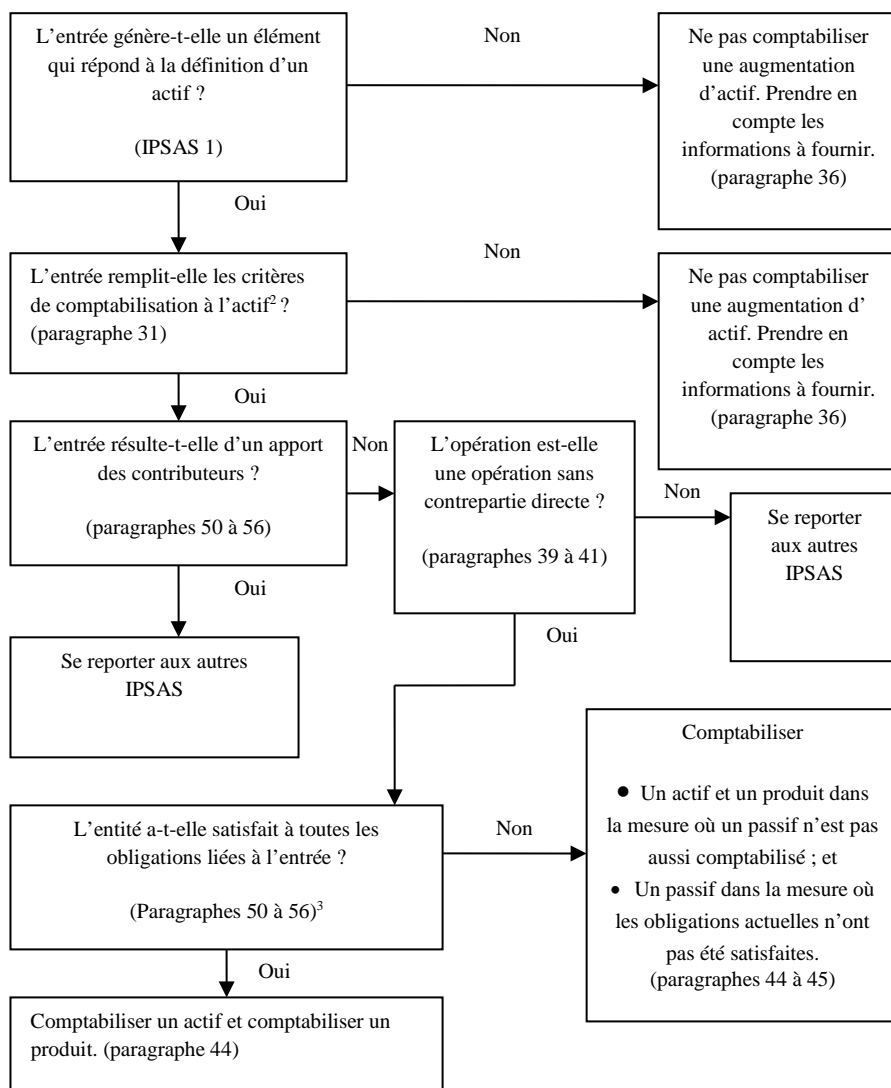 L'entrée génère-t-elle un élément
qui répond à la définition d'un
actif ?
(IPSAS 1)
Non
Ne pas comptabiliser
une augmentation
d'actif. Prendre en
compte les
informations à fournir.
(paragraphe 36)
Oui
L'entrée remplit-elle les critères
de comptabilisation à l'actif² ?
(paragraphe 31)
Non
Ne pas comptabiliser
une augmentation d'
actif. Prendre en
compte les
informations à fournir.
(paragraphe 36)
Oui
L'entrée résulte-t-elle d'un apport
des contributeurs ?
(paragraphes 50 à 56)
Non
L'opération est-elle
une opération sans
contrepartie directe ?
(paragraphes 39 à 41)
Non
Se reporter
aux autres
IPSAS
Oui
Se reporter aux autres
IPSAS
Oui
L'entité a-t-elle satisfait à toutes les
obligations liées à l'entrée ?
(Paragraphes 50 à 56)³
Non
Comptabiliser
● Un actif et un produit dans
la mesure où un passif n'est pas
aussi comptabilisé ; et
• Un passif dans la mesure où
les obligations actuelles n'ont
pas été satisfaites.
(paragraphes 44 à 45)
Oui
Comptabiliser un actif et comptabiliser un
produit. (paragraphe 44)